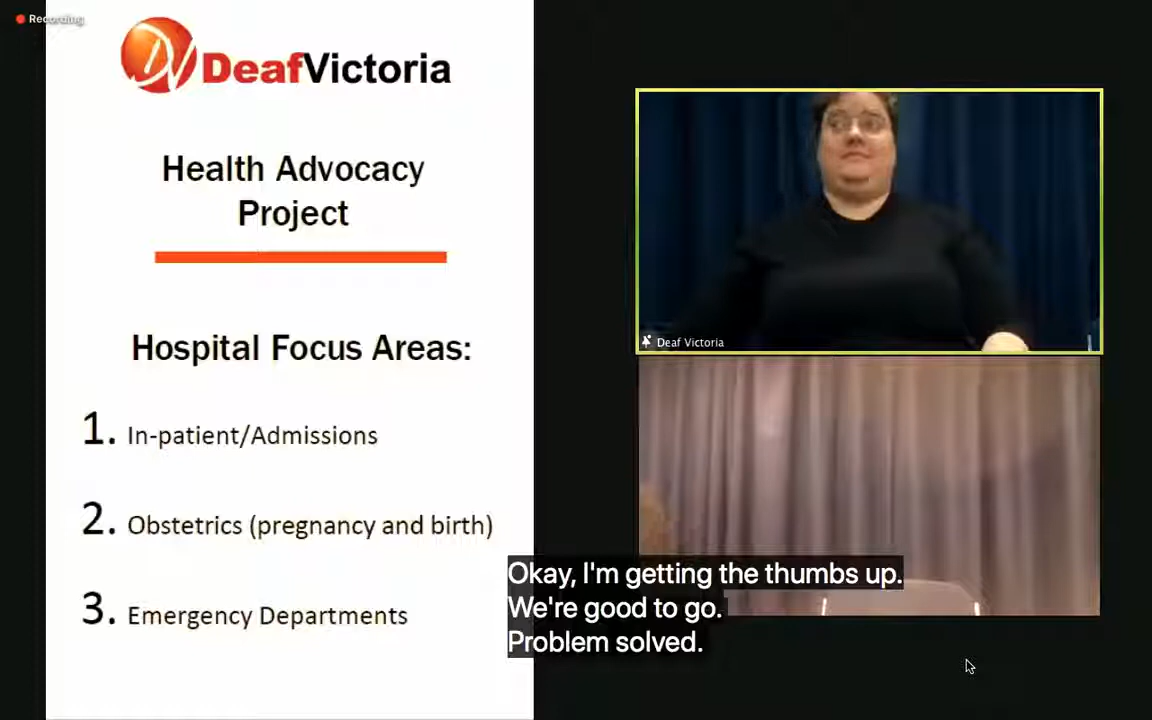 Recording
DeafVictoria
Health Advocacy
Project
Hospital Focus Areas:
1. In-patient/Admissions
2. Obstetrics (pregnancy and birth)
3. Emergency Departments
Deaf Victoria
Okay, I'm getting the thumbs up.
We're good to go.
Problem solved.